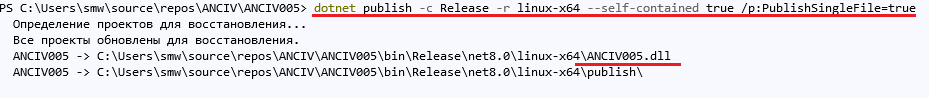 PS C:\Users\smw\source\repos\ANCIV\ANCIV005> dotnet publish -c Release -r linux-x64 --self-contained true /p:PublishSingleFile=true
Определение проектов для восстановления...
Все проекты обновлены для восстановления.
ANCIV005 -> C:\Users\smw\source\repos\ANCIV\ANCIV005\bin\Release\net8.0\linux-x64\ANCIV005.dll
ANCIV005 -> C:\Users\smw\source\repos\ANCIV\ANCIV005\bin\Release\net8.0\linux-x64\publish\